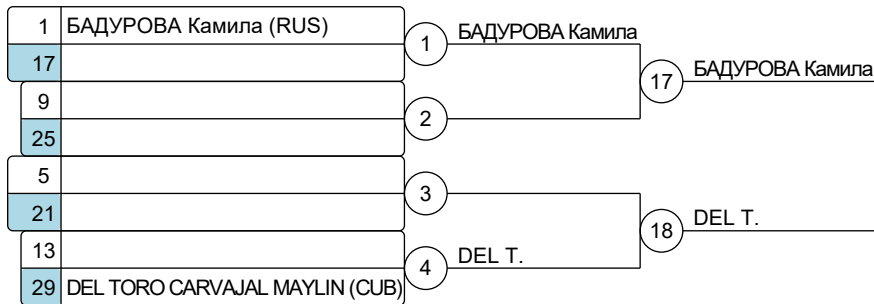 1 БАДУРОВА Камила (RUS)
1 БАДУРОВА Камила
17
17 БАДУРОВА Камила
9
2
25
5
3
21
18 DEL T.
13
4 DEL T.
29 DEL TORO CARVAJAL MAYLIN (CUB)